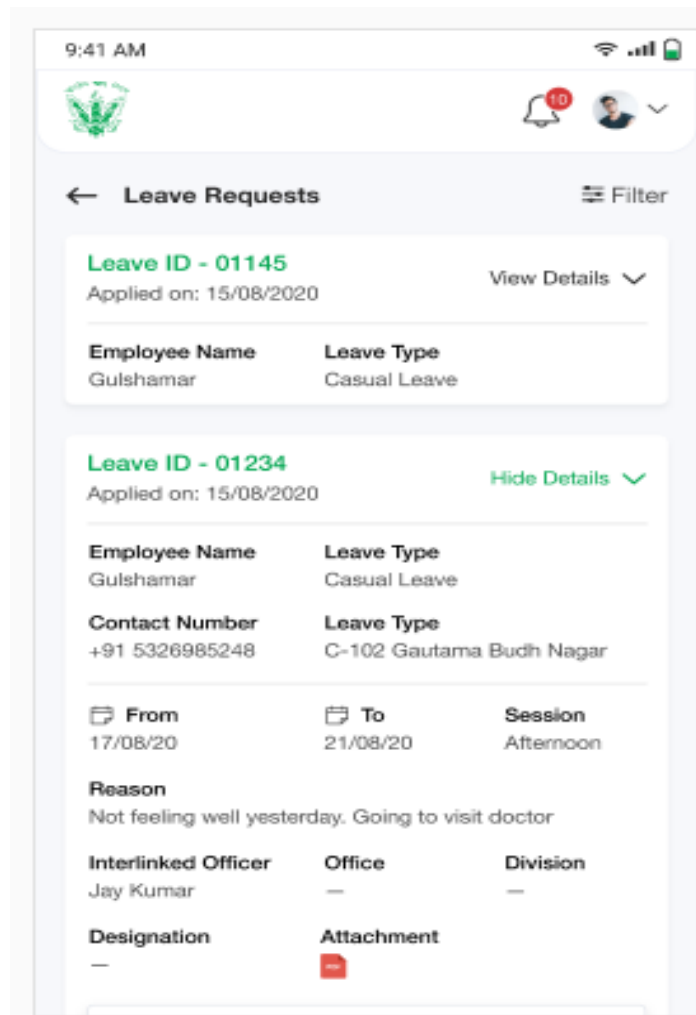 9:41 AM
10
Leave Requests
Filter
Leave ID - 01145
Applied on: 15/08/2020
View Details
Employee Name Leave Type
Gulshamar Casual Leave
Leave ID - 01234
Applied on: 15/08/2020
Hide Details
Employee Name Leave Type
Gulshamar Casual Leave
Contact Number Leave Type
+91 5326985248 C-102 Gautama Budh Nagar
From To Session
17/08/20 21/08/20 Afternoon
Reason
Not feeling well yesterday. Going to visit doctor
Interlinked Officer Office Division
Jay Kumar — —
Designation Attachment
—